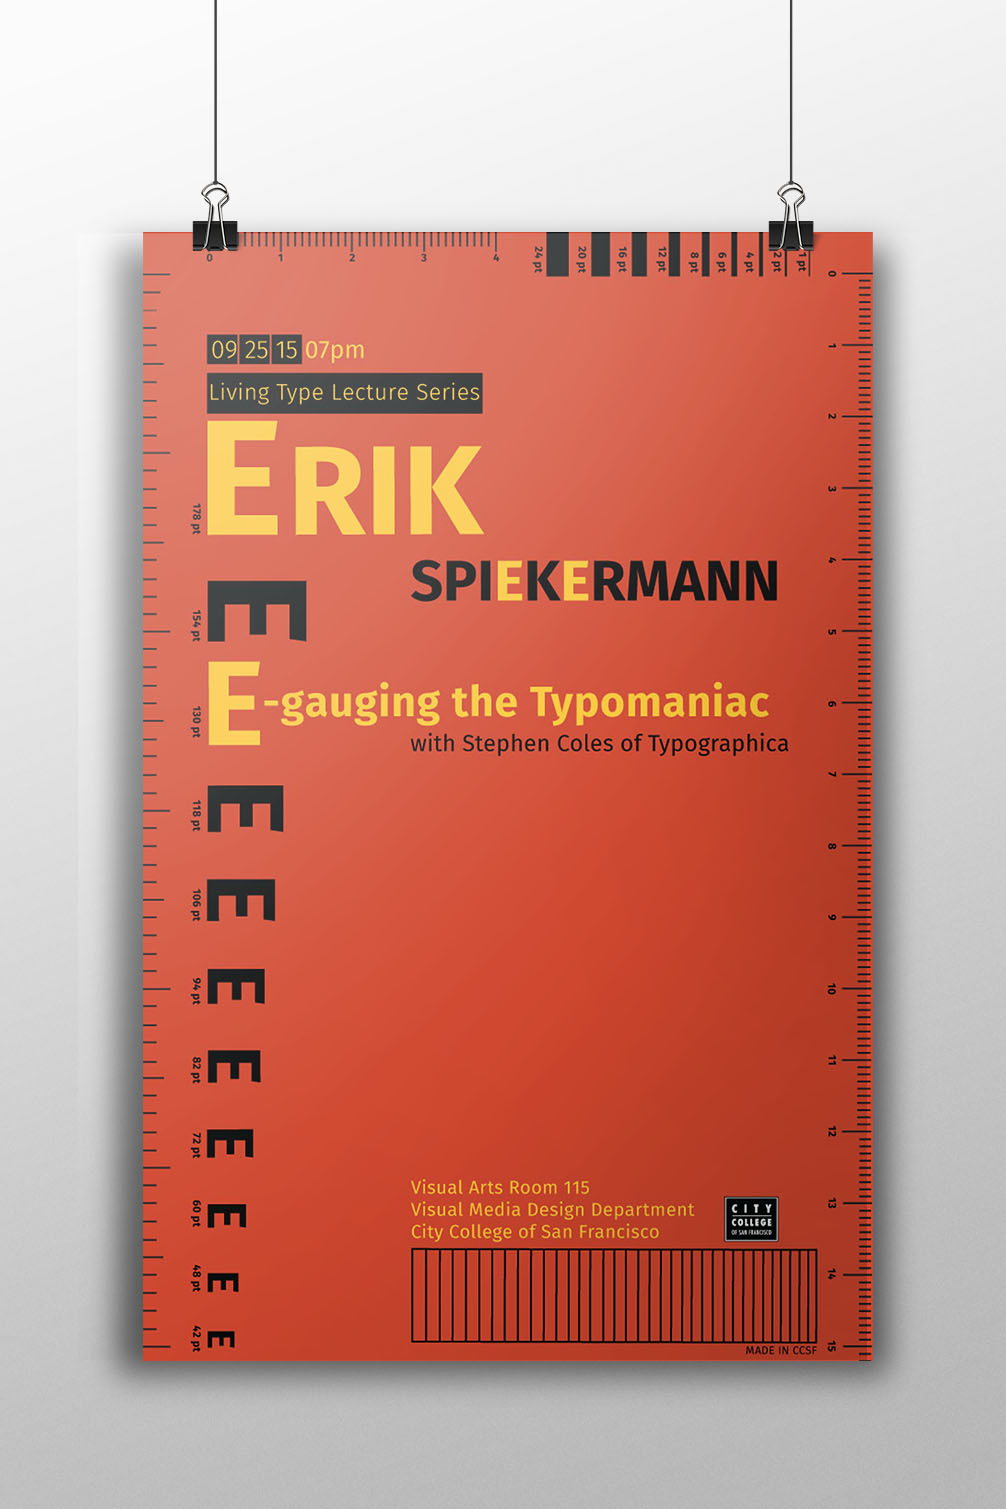 0 1 2 3 4
24 pt 20 pt 16 pt 12 pt 8 pt 6 pt 4 pt 2 pt 1 pt
09 25 15 07pm
Living Type Lecture Series
ERIK
178 pt
SPIEKERMANN
E
154 pt
E-gauging the Typomaniac
130 pt
with Stephen Coles of Typographica
E
118 pt
E
106 pt
E
94 pt
E
82 pt
E
72 pt
E
60 pt
E
48 pt
E
42 pt
Visual Arts Room 115
Visual Media Design Department
City College of San Francisco
CITY
COLLEGE
OF SAN FRANCISCO
MADE IN CCSF
0
1
2
3
4
5
6
7
8
9
10
11
12
13
14
15